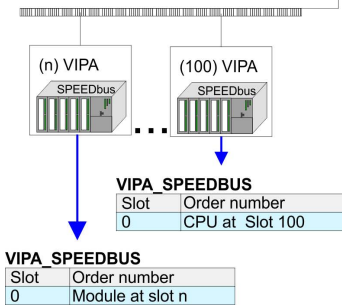 (n) VIPA
SPEEDbus
(100) VIPA
SPEEDbus
VIPA_SPEEDBUS
Slot Order number
0 CPU at Slot 100
VIPA_SPEEDBUS
Slot Order number
0 Module at slot n